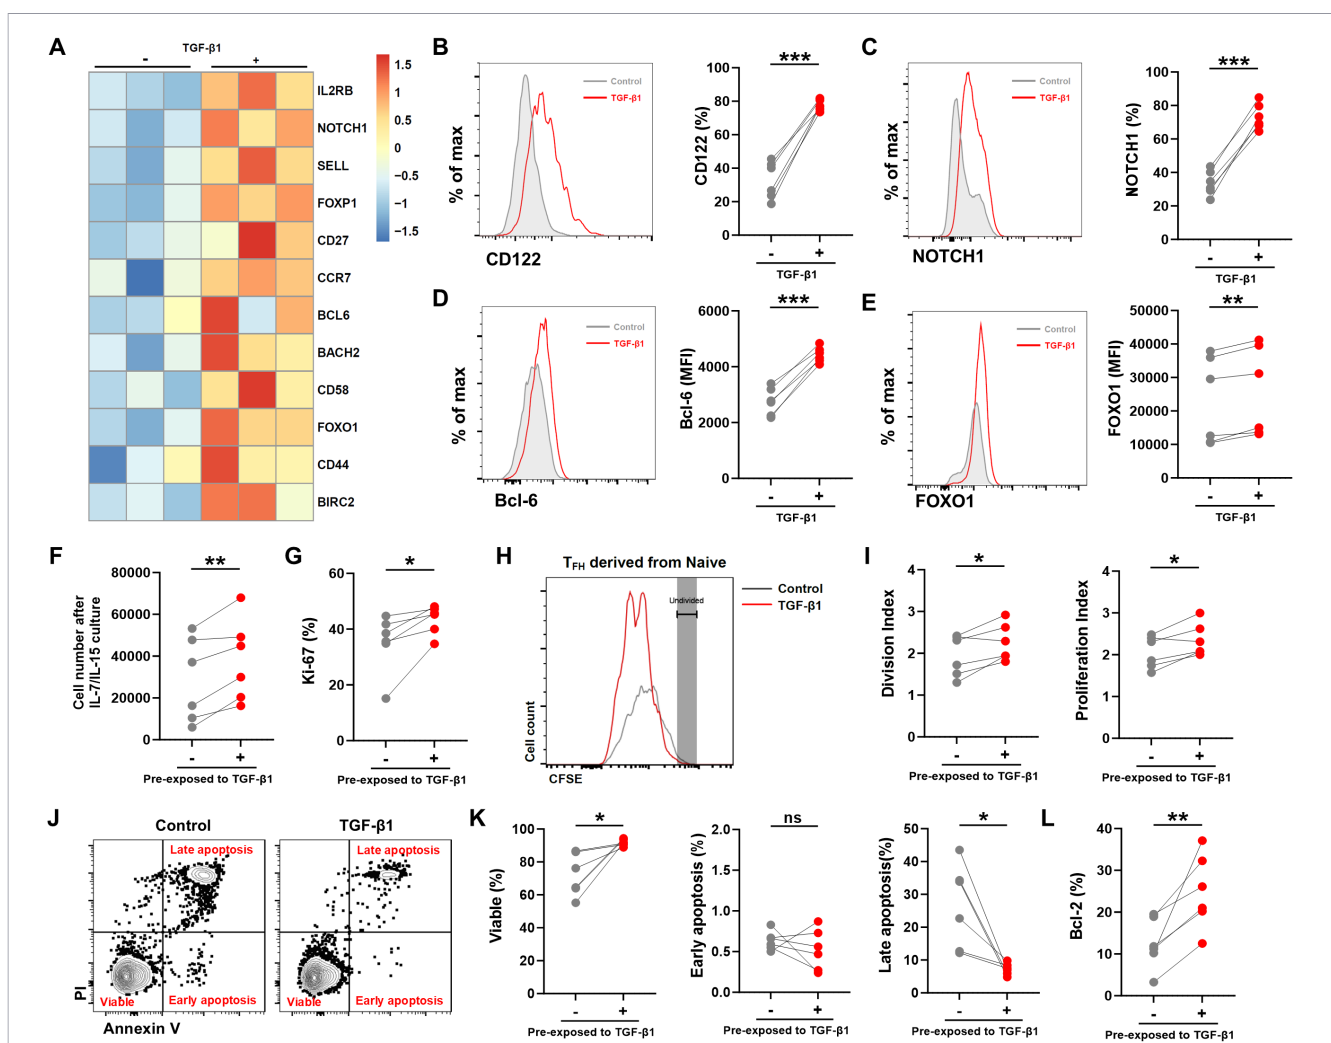 A
TGF-β1
-
+
IL2RB
NOTCH1
SELL
FOXP1
CD27
CCR7
BCL6
BACH2
CD58
FOXO1
CD44
BIRC2
1.5
1
0.5
0
−0.5
−1
−1.5
B
Control
TGF-β1
% of max
CD122
***
CD122 (%)
100
80
60
40
20
0
-
+
TGF-β1
C
Control
TGF-β1
% of max
NOTCH1
***
NOTCH1 (%)
100
80
60
40
20
0
-
+
TGF-β1
D
Control
TGF-β1
% of max
Bcl-6
***
Bcl-6 (MFI)
6000
4000
2000
0
-
+
TGF-β1
E
Control
TGF-β1
% of max
FOXO1
**
FOXO1 (MFI)
50000
40000
30000
20000
10000
0
-
+
TGF-β1
F
**
Cell number after
IL-7/IL-15 culture
80000
60000
40000
20000
0
-
+
Pre-exposed to TGF-β1
G
*
Ki-67 (%)
60
40
20
0
-
+
Pre-exposed to TGF-β1
H
TFH derived from Naive
Undivided
Control
TGF-β1
Cell count
CFSE
I
*
Division Index
4
3
2
1
0
-
+
Pre-exposed to TGF-β1
*
Proliferation Index
4
3
2
1
0
-
+
Pre-exposed to TGF-β1
J
Control
TGF-β1
Late apoptosis
Late apoptosis
Viable
Early apoptosis
Viable
Early apoptosis
PI
Annexin V
K
*
Viable (%)
100
80
60
40
20
0
-
+
Pre-exposed to TGF-β1
ns
Early apoptosis (%)
2.0
1.5
1.0
0.5
0.0
-
+
Pre-exposed to TGF-β1
*
Late apoptosis(%)
50
40
30
20
10
0
-
+
Pre-exposed to TGF-β1
L
**
Bcl-2 (%)
40
30
20
10
0
-
+
Pre-exposed to TGF-β1